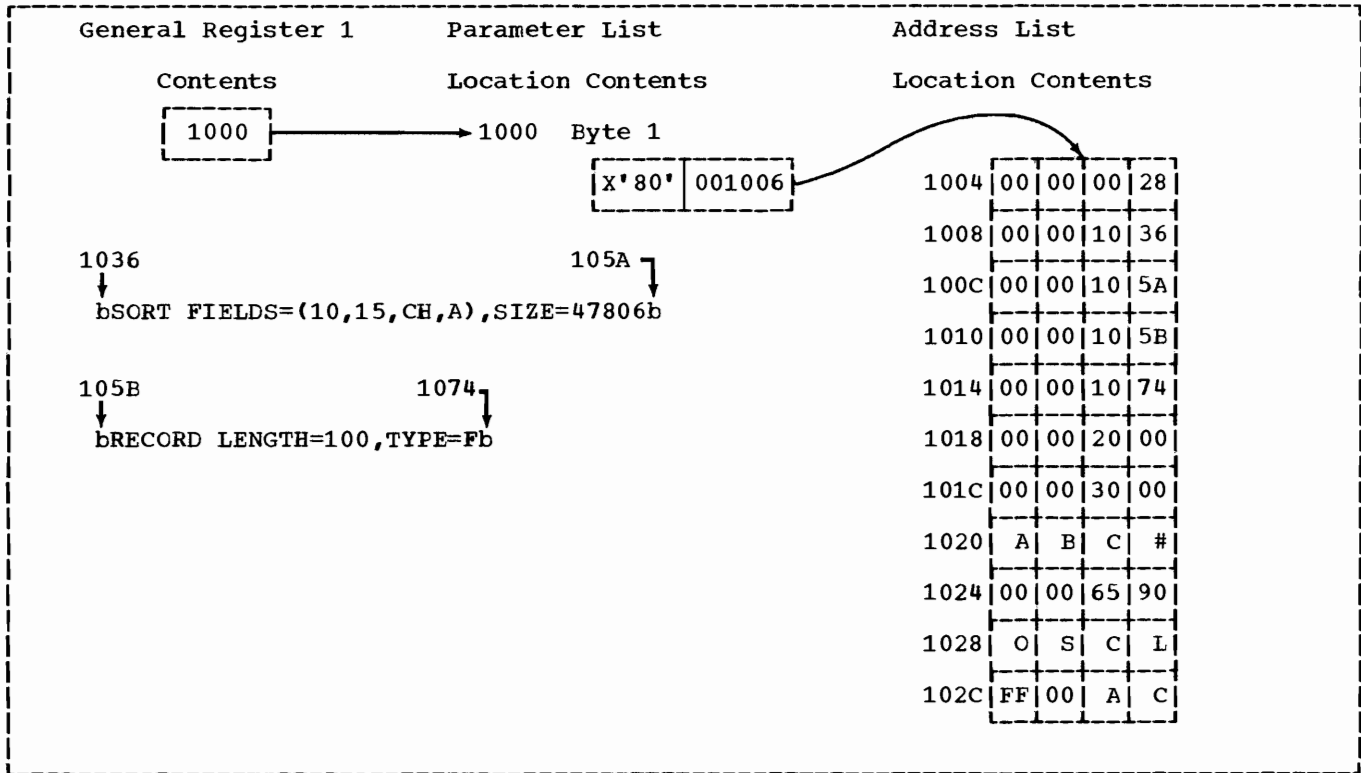 General Register 1 Parameter List Address List
Contents Location Contents Location Contents
1000 1000 Byte 1
X'80' 001006
1004 00 00 00 28
1008 00 00 10 36
1036 105A
100C 00 00 10 5A
bSORT FIELDS=(10,15,CH,A),SIZE=47806b
1010 00 00 10 5B
105B 1074
1014 00 00 10 74
bRECORD LENGTH=100,TYPE=Fb
1018 00 00 20 00
101C 00 00 30 00
1020 A B C #
1024 00 00 65 90
1028 O S C L
102C FF 00 A C